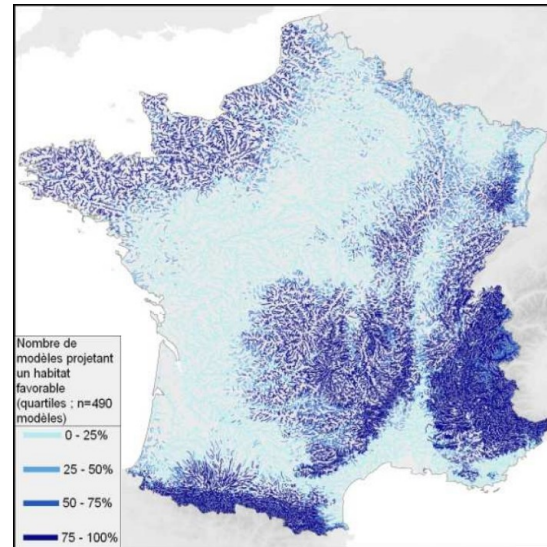 Nombre de
modèles projetant
un habitat
favorable
(quartiles ; n=490
modèles)
0 - 25%
25 - 50%
50 - 75%
75 - 100%